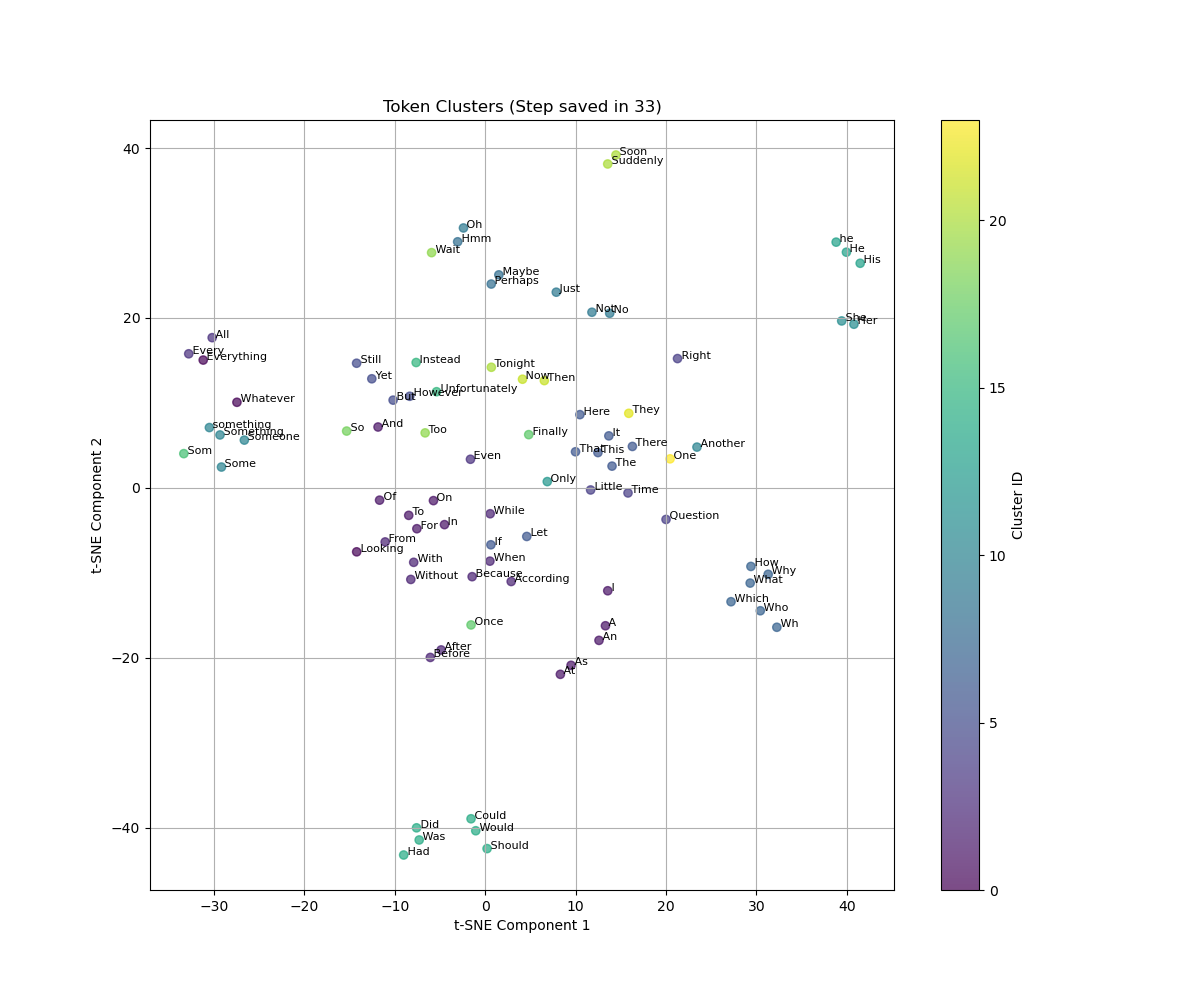 Token Clusters (Step saved in 33)
40
20
0
−20
−40
t-SNE Component 2
Soon
Suddenly
Oh
Hmm
Wait
Maybe
Perhaps
Just
Not
No
he
He
His
She
Her
All
Every
Everything
Whatever
something
Something
Someone
Som
Some
Still
Yet
Instead
But
However
Unfortunately
Tonight
Now
Then
Right
So
And
Too
Finally
Even
Only
Here
They
It
That
This
There
The
One
Another
Little
Time
Question
Of
On
To
For
In
From
Looking
With
Without
While
Let
If
When
Because
According
I
A
An
As
At
Once
After
Before
How
Why
What
Which
Who
Wh
Could
Did
Would
Was
Should
Had
−30
−20
−10
0
10
20
30
40
t-SNE Component 1
20
15
10
5
0
Cluster ID